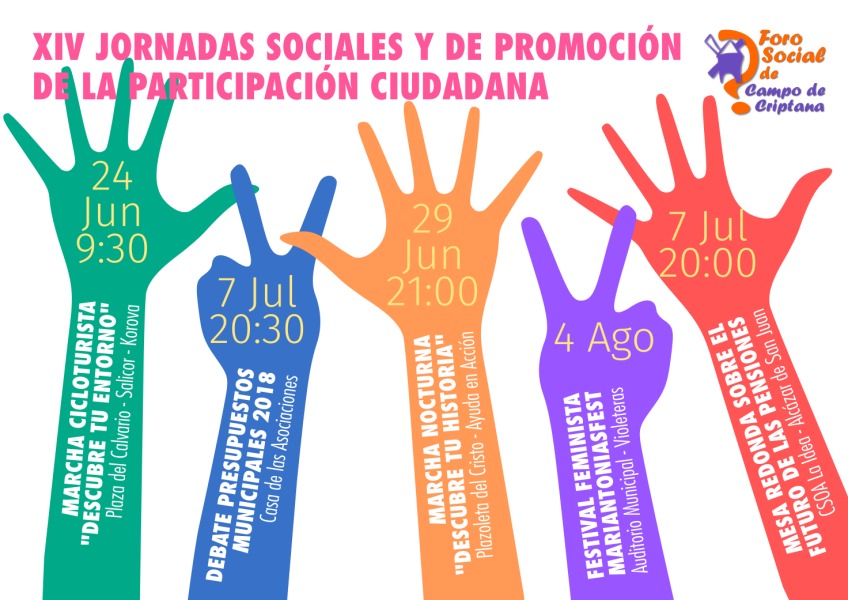 XIV JORNADAS SOCIALES Y DE PROMOCIÓN
DE LA PARTICIPACIÓN CIUDADANA
Foro
Social
de
Campo de
Criptana
24
Jun
9:30
MARCHA CICLOTURISTA
"DESCUBRE TU ENTORNO"
Plaza del Calvario - Salicor - Korova
7 Jul
20:30
DEBATE PRESUPUESTOS
MUNICIPALES 2018
Casa de las Asociaciones
29
Jun
21:00
MARCHA NOCTURNA
"DESCUBRE TU HISTORIA"
Plazoleta del Cristo - Ayuda en Acción
4 Ago
FESTIVAL FEMINISTA
MARIANTONIASFEST
Auditorio Municipal - Violeteras
7 Jul
20:00
MESA REDONDA SOBRE EL
FUTURO DE LAS PENSIONES
CSOA La Idea - Alcázar de San Juan